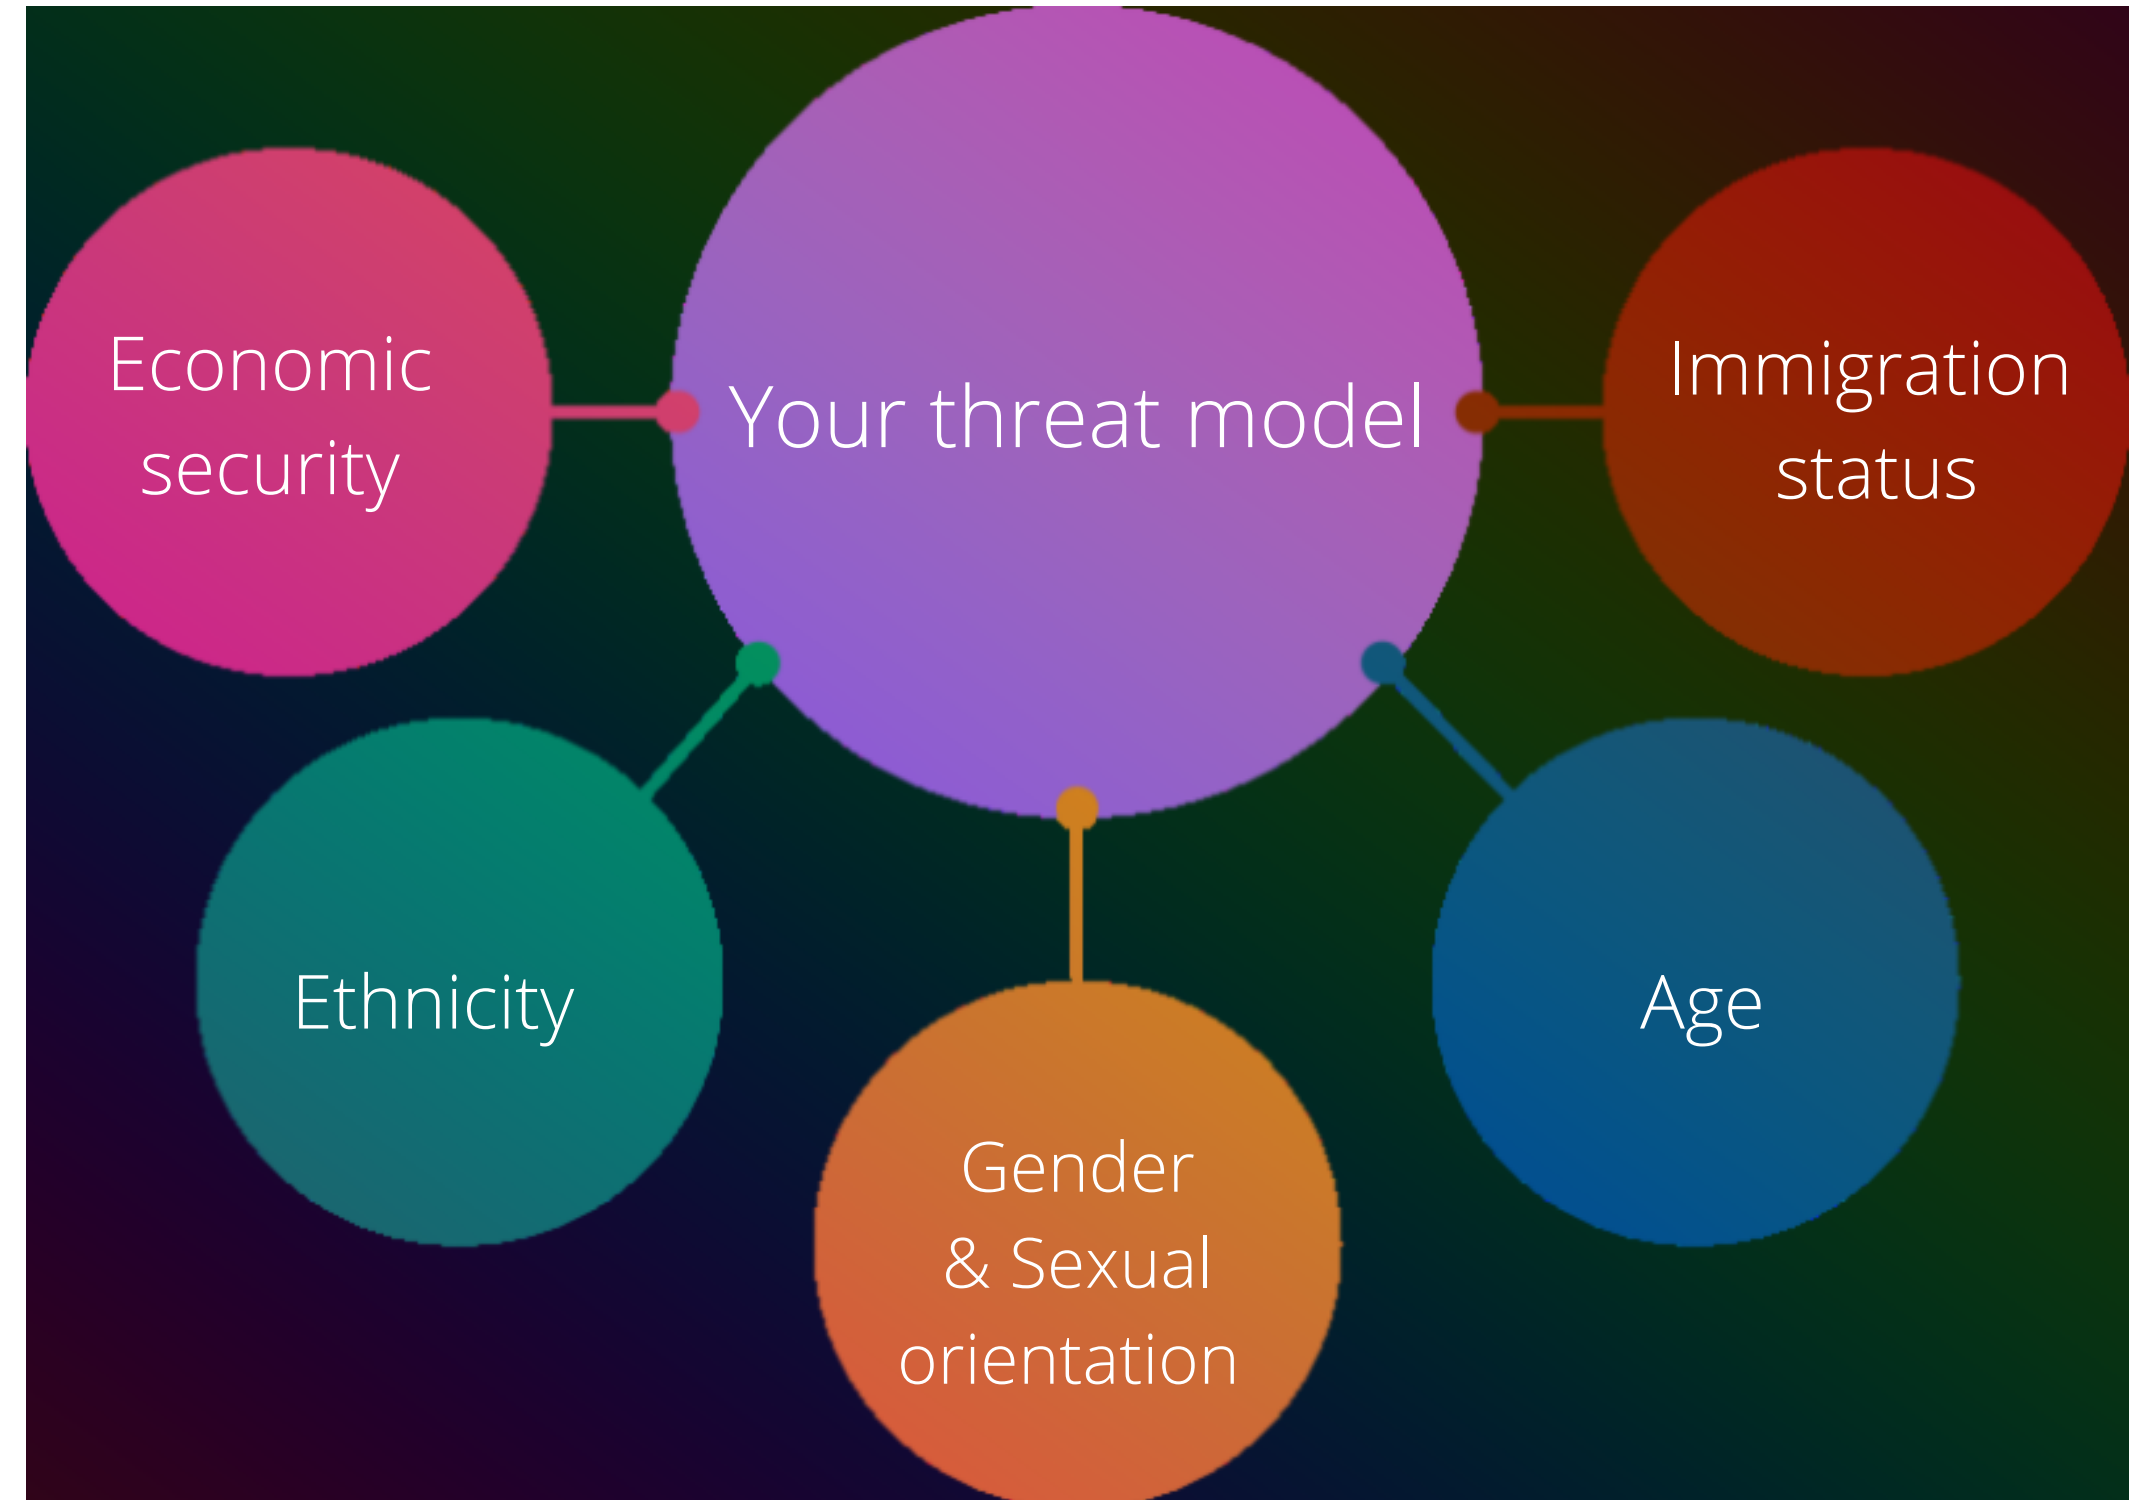 Your threat model
Economic
security
Immigration
status
Ethnicity
Age
Gender
& Sexual
orientation